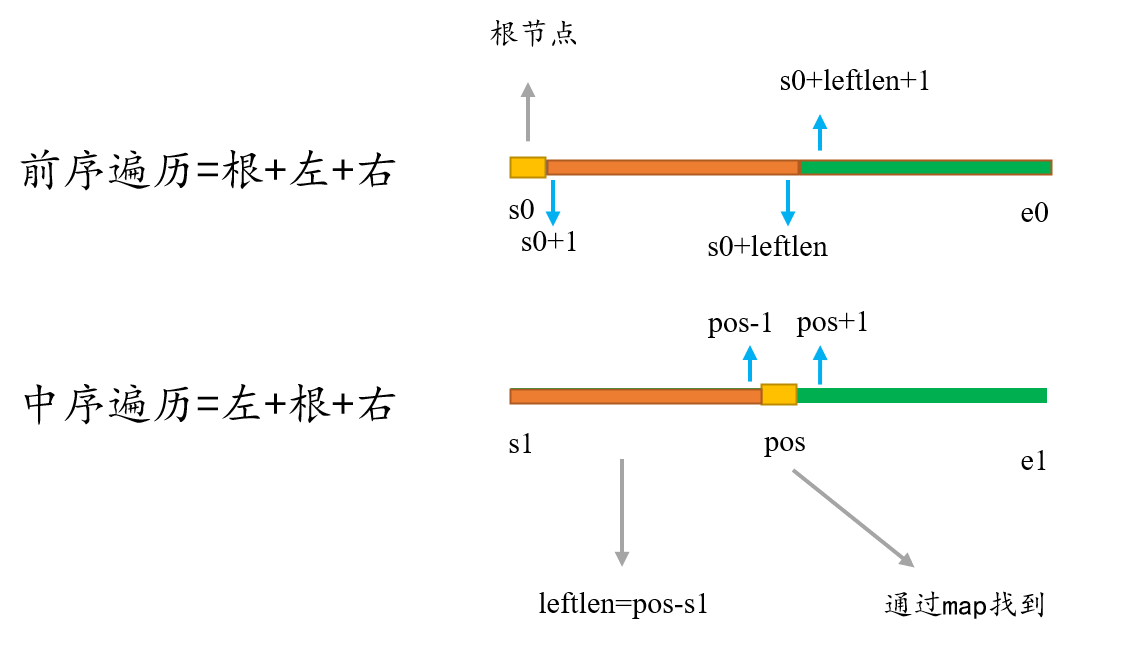 根节点
s0+leftlen+1
前序遍历=根+左+右
s0
e0
s0+1
s0+leftlen
pos-1
pos+1
中序遍历=左+根+右
s1
pos
e1
leftlen=pos-s1
通过map找到